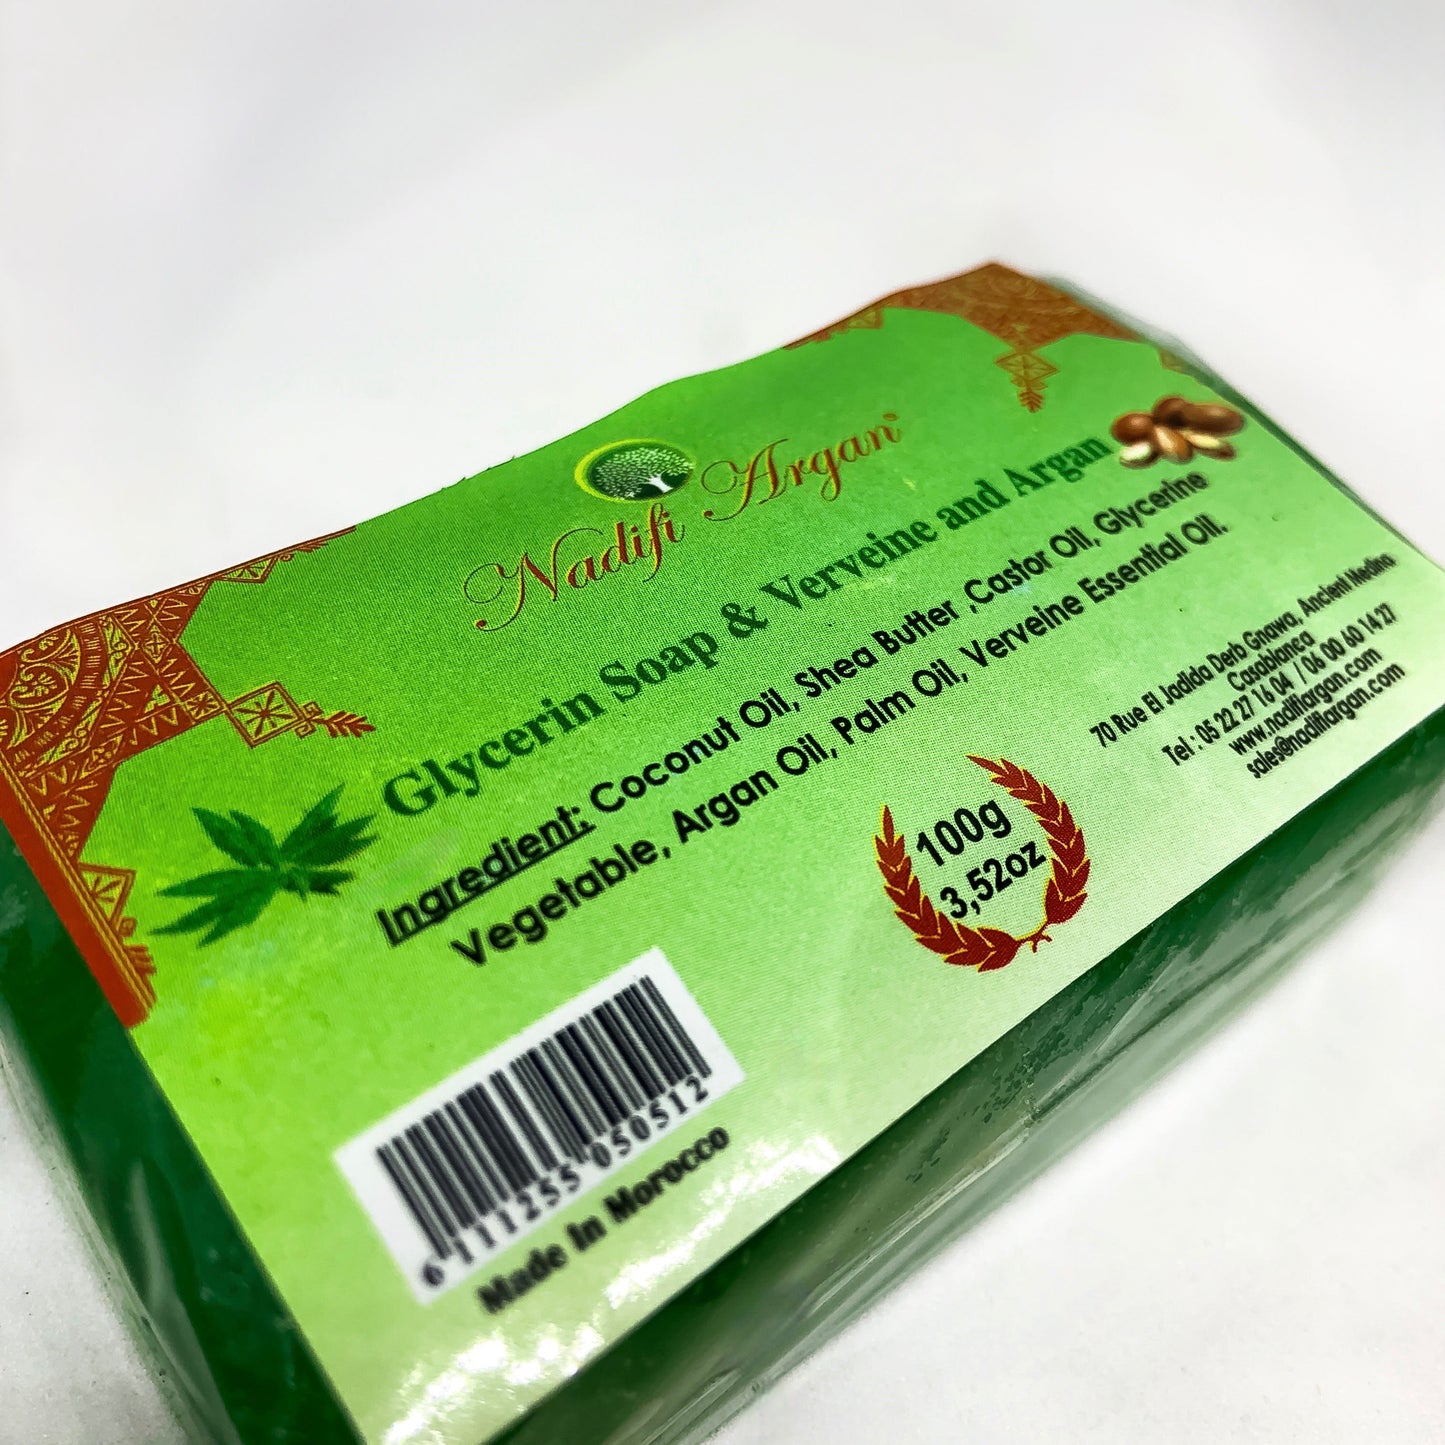 Nadifi Argan
Glycerin Soap & Verveine and Argan
Ingredient: Coconut Oil, Shea Butter ,Castor Oil, Glycerine
Vegetable, Argan Oil, Palm Oil, Verveine Essential Oil.
70 Rue El Jadida Derb Gnawa, Ancient Medina
Casablanca
Tel : 05 22 27 16 04 / 06 00 60 14 27
www.nadifiargan.com
sales@nadifiargan.com
100g
3,52oz
6 111255 050512
Made In Morocco